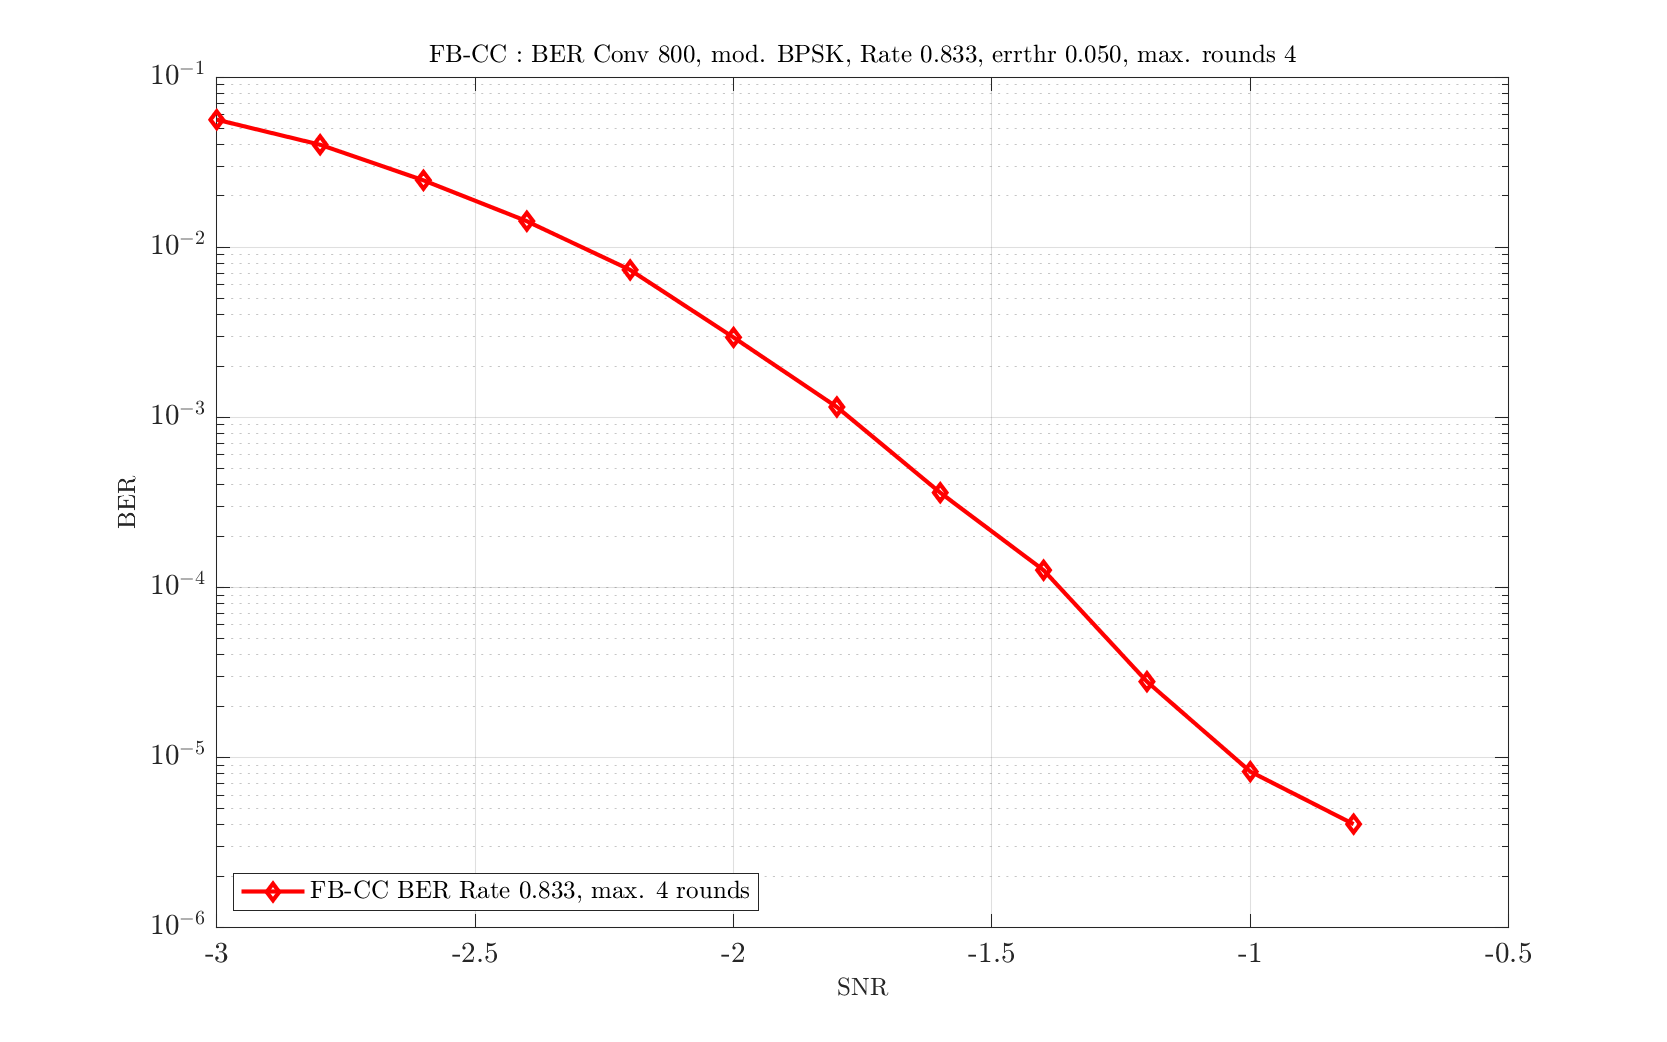 FB-CC : BER Conv 800, mod. BPSK, Rate 0.833, errthr 0.050, max. rounds 4
10⁻¹
10⁻²
10⁻³
10⁻⁴
10⁻⁵
10⁻⁶
BER
FB-CC BER Rate 0.833, max. 4 rounds
-3 -2.5 -2 -1.5 -1 -0.5
SNR